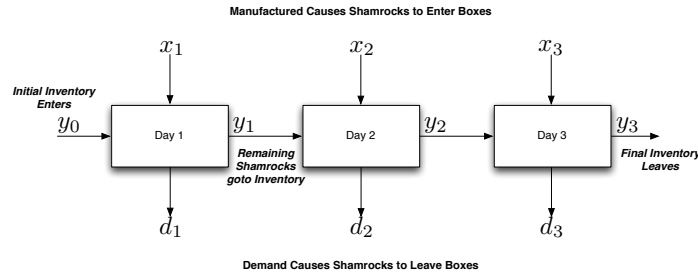 Manufactured Causes Shamrocks to Enter Boxes
x1 x2 x3
Initial Inventory
Enters
y0 Day 1 y1 Day 2 y2 Day 3 y3
Remaining
Shamrocks
goto Inventory
Final Inventory
Leaves
d1 d2 d3
Demand Causes Shamrocks to Leave Boxes